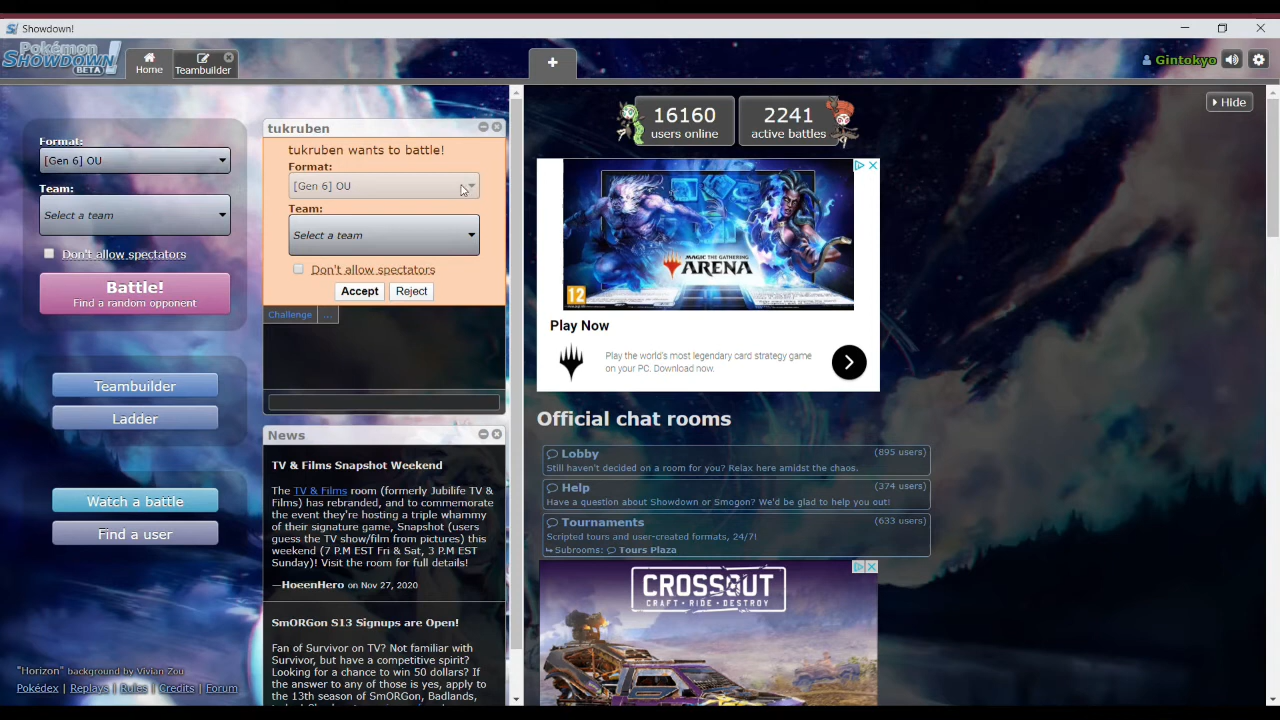 Showdown!
Pokémon
SHOWDOWN!
BETA
Home
Teambuilder
+
Gintokyo
Format:
[Gen 6] OU
Team:
Select a team
Don't allow spectators
Battle!
Find a random opponent
Teambuilder
Ladder
Watch a battle
Find a user
"Horizon" background by Vivian Zou
Pokédex | Replays | Rules | Credits | Forum
tukruben
tukruben wants to battle!
Format:
[Gen 6] OU
Team:
Select a team
Don't allow spectators
Accept Reject
Challenge ...
News
TV & Films Snapshot Weekend
The TV & Films room (formerly Jubilife TV &
Films) has rebranded, and to commemorate
the event they're hosting a triple whammy
of their signature game, Snapshot (users
guess the TV show/film from pictures) this
weekend (7 P.M EST Fri & Sat, 3 P.M EST
Sunday)! Visit the room for full details!
—HoeenHero on Nov 27, 2020
SmORGon S13 Signups are Open!
Fan of Survivor on TV? Not familiar with
Survivor, but have a competitive spirit?
Looking for a chance to win 50 dollars? If
the answer to any of those is yes, apply to
the 13th season of SmORGon, Badlands,
16160
users online
2241
active battles
Hide
MAGIC THE GATHERING
ARENA
12
Play Now
Play the world's most legendary card strategy game
on your PC. Download now.
Official chat rooms
Lobby (895 users)
Still haven't decided on a room for you? Relax here amidst the chaos.
Help (374 users)
Have a question about Showdown or Smogon? We'd be glad to help you out!
Tournaments (633 users)
Scripted tours and user-created formats, 24/7!
Subrooms: Tours Plaza
CROSSOUT
CRAFT • RIDE • DESTROY